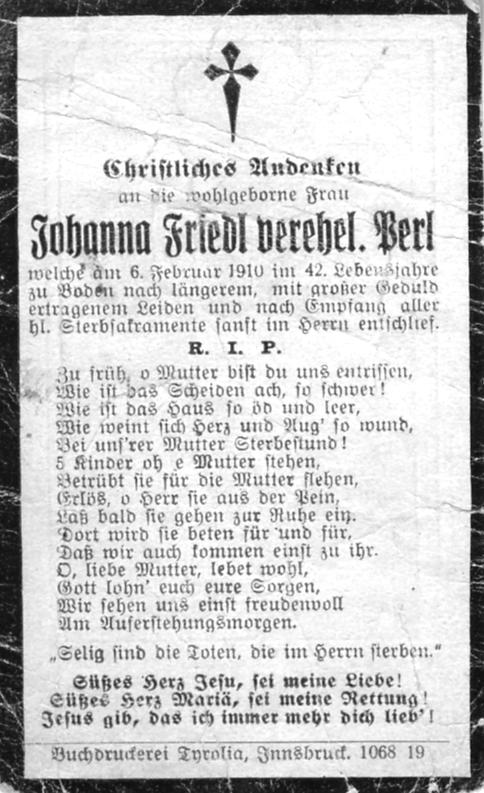 Christliches Andenken
an die wohlgeborne Frau
Johanna Friedl verehel. Perl
welche am 6. Februar 1910 im 42. Lebensjahre
zu Boden nach längerem, mit großer Geduld
ertragenem Leiden und nach Empfang aller
hl. Sterbsakramente sanft im Herrn entschlief.
R. I. P.
Zu früh, o Mutter bist du uns entrissen,
Wie ist das Scheiden ach, so schwer!
Wie ist das Haus so öd und leer,
Wie weint sich Herz und Aug' so wund,
Bei uns'rer Mutter Sterbestund!
5 Kinder oh e Mutter stehen,
Betrübt sie für die Mutter flehen,
Erlös, o Herr sie aus der Pein,
Laß bald sie gehen zur Ruhe ein.
Dort wird sie beten für und für,
Daß wir auch kommen einst zu ihr.
O, liebe Mutter, lebet wohl,
Gott lohn' euch eure Sorgen,
Wir sehen uns einst freudenvoll
Am Auferstehungsmorgen.
„Selig sind die Toten, die im Herrn sterben.“
Süßes Herz Jesu, sei meine Liebe!
Süßes Herz Mariä, sei meine Rettung!
Jesus gib, das ich immer mehr dich lieb'!
Buchdruckerei Tyrolia, Innsbruck. 1068 19